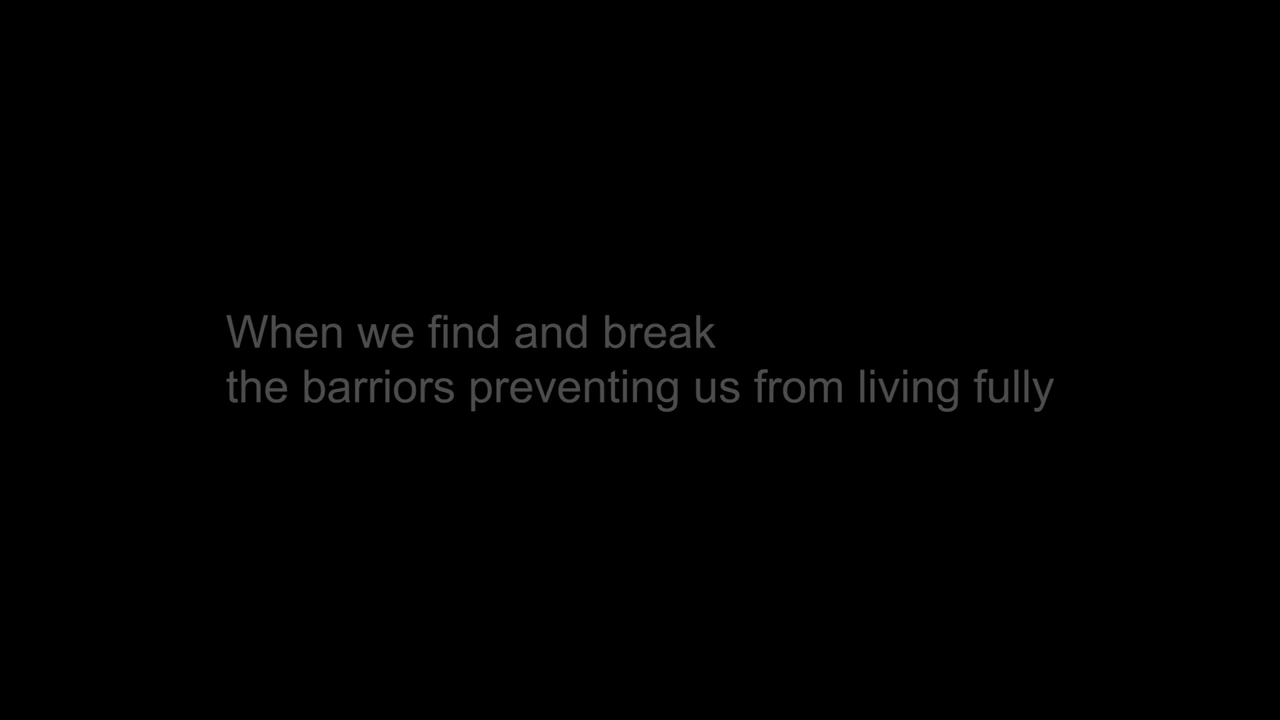 When we find and break
the barriors preventing us from living fully